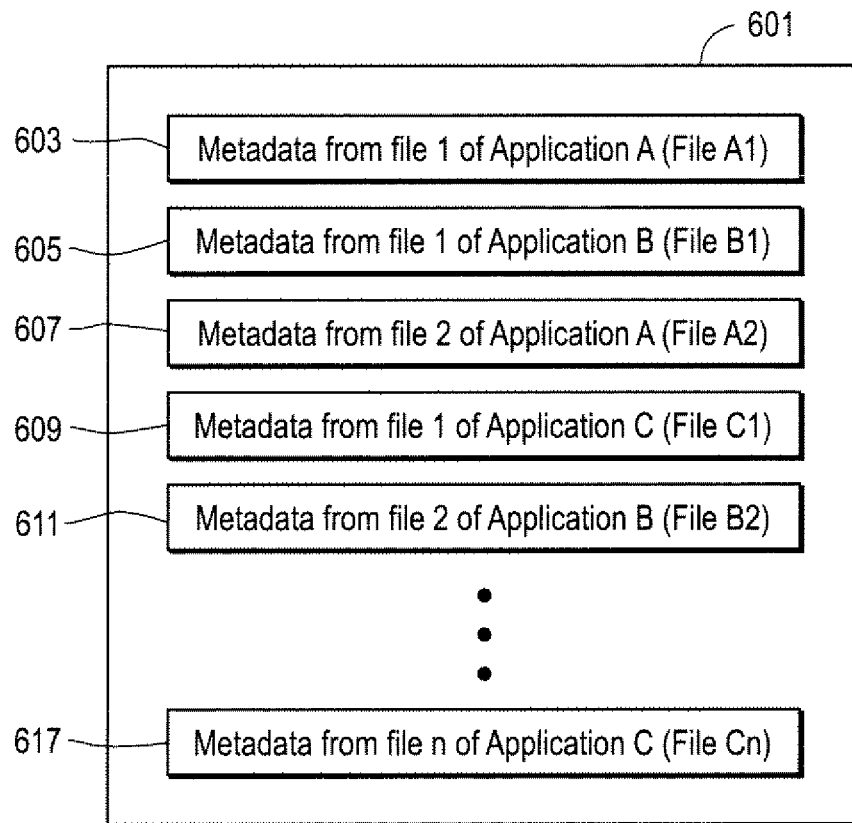 601
603 Metadata from file 1 of Application A (File A1)
605 Metadata from file 1 of Application B (File B1)
607 Metadata from file 2 of Application A (File A2)
609 Metadata from file 1 of Application C (File C1)
611 Metadata from file 2 of Application B (File B2)
617 Metadata from file n of Application C (File Cn)